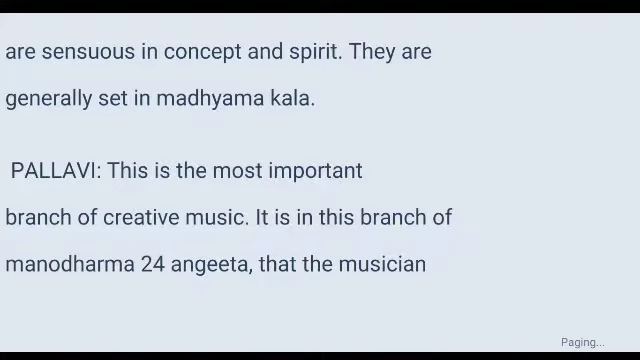 are sensuous in concept and spirit. They are
generally set in madhyama kala.
PALLAVI: This is the most important
branch of creative music. It is in this branch of
manodharma 24 angeeta, that the musician
Paging...